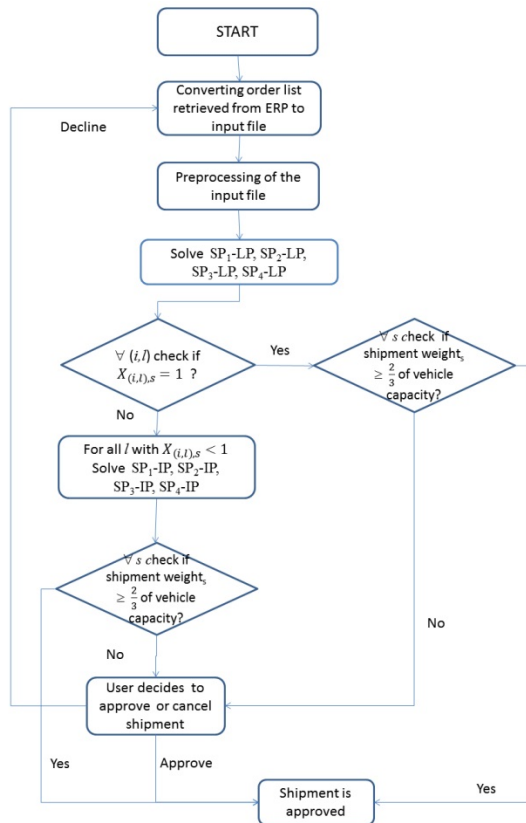 START
Converting order list
retrieved from ERP to
input file
Decline
Preprocessing of the
input file
Solve SP₁-LP, SP₂-LP,
SP₃-LP, SP₄-LP
∀ (i,l) check if
X₍ᵢ,ₗ₎,ₛ = 1 ?
Yes
∀ s check if
shipment weightₛ
≥ 2/3 of vehicle
capacity?
No
For all l with X₍ᵢ,ₗ₎,ₛ < 1
Solve SP₁-IP, SP₂-IP,
SP₃-IP, SP₄-IP
∀ s check if
shipment weightₛ
≥ 2/3 of vehicle
capacity?
No
No
User decides to
approve or cancel
shipment
Yes
Approve
Shipment is
approved
Yes